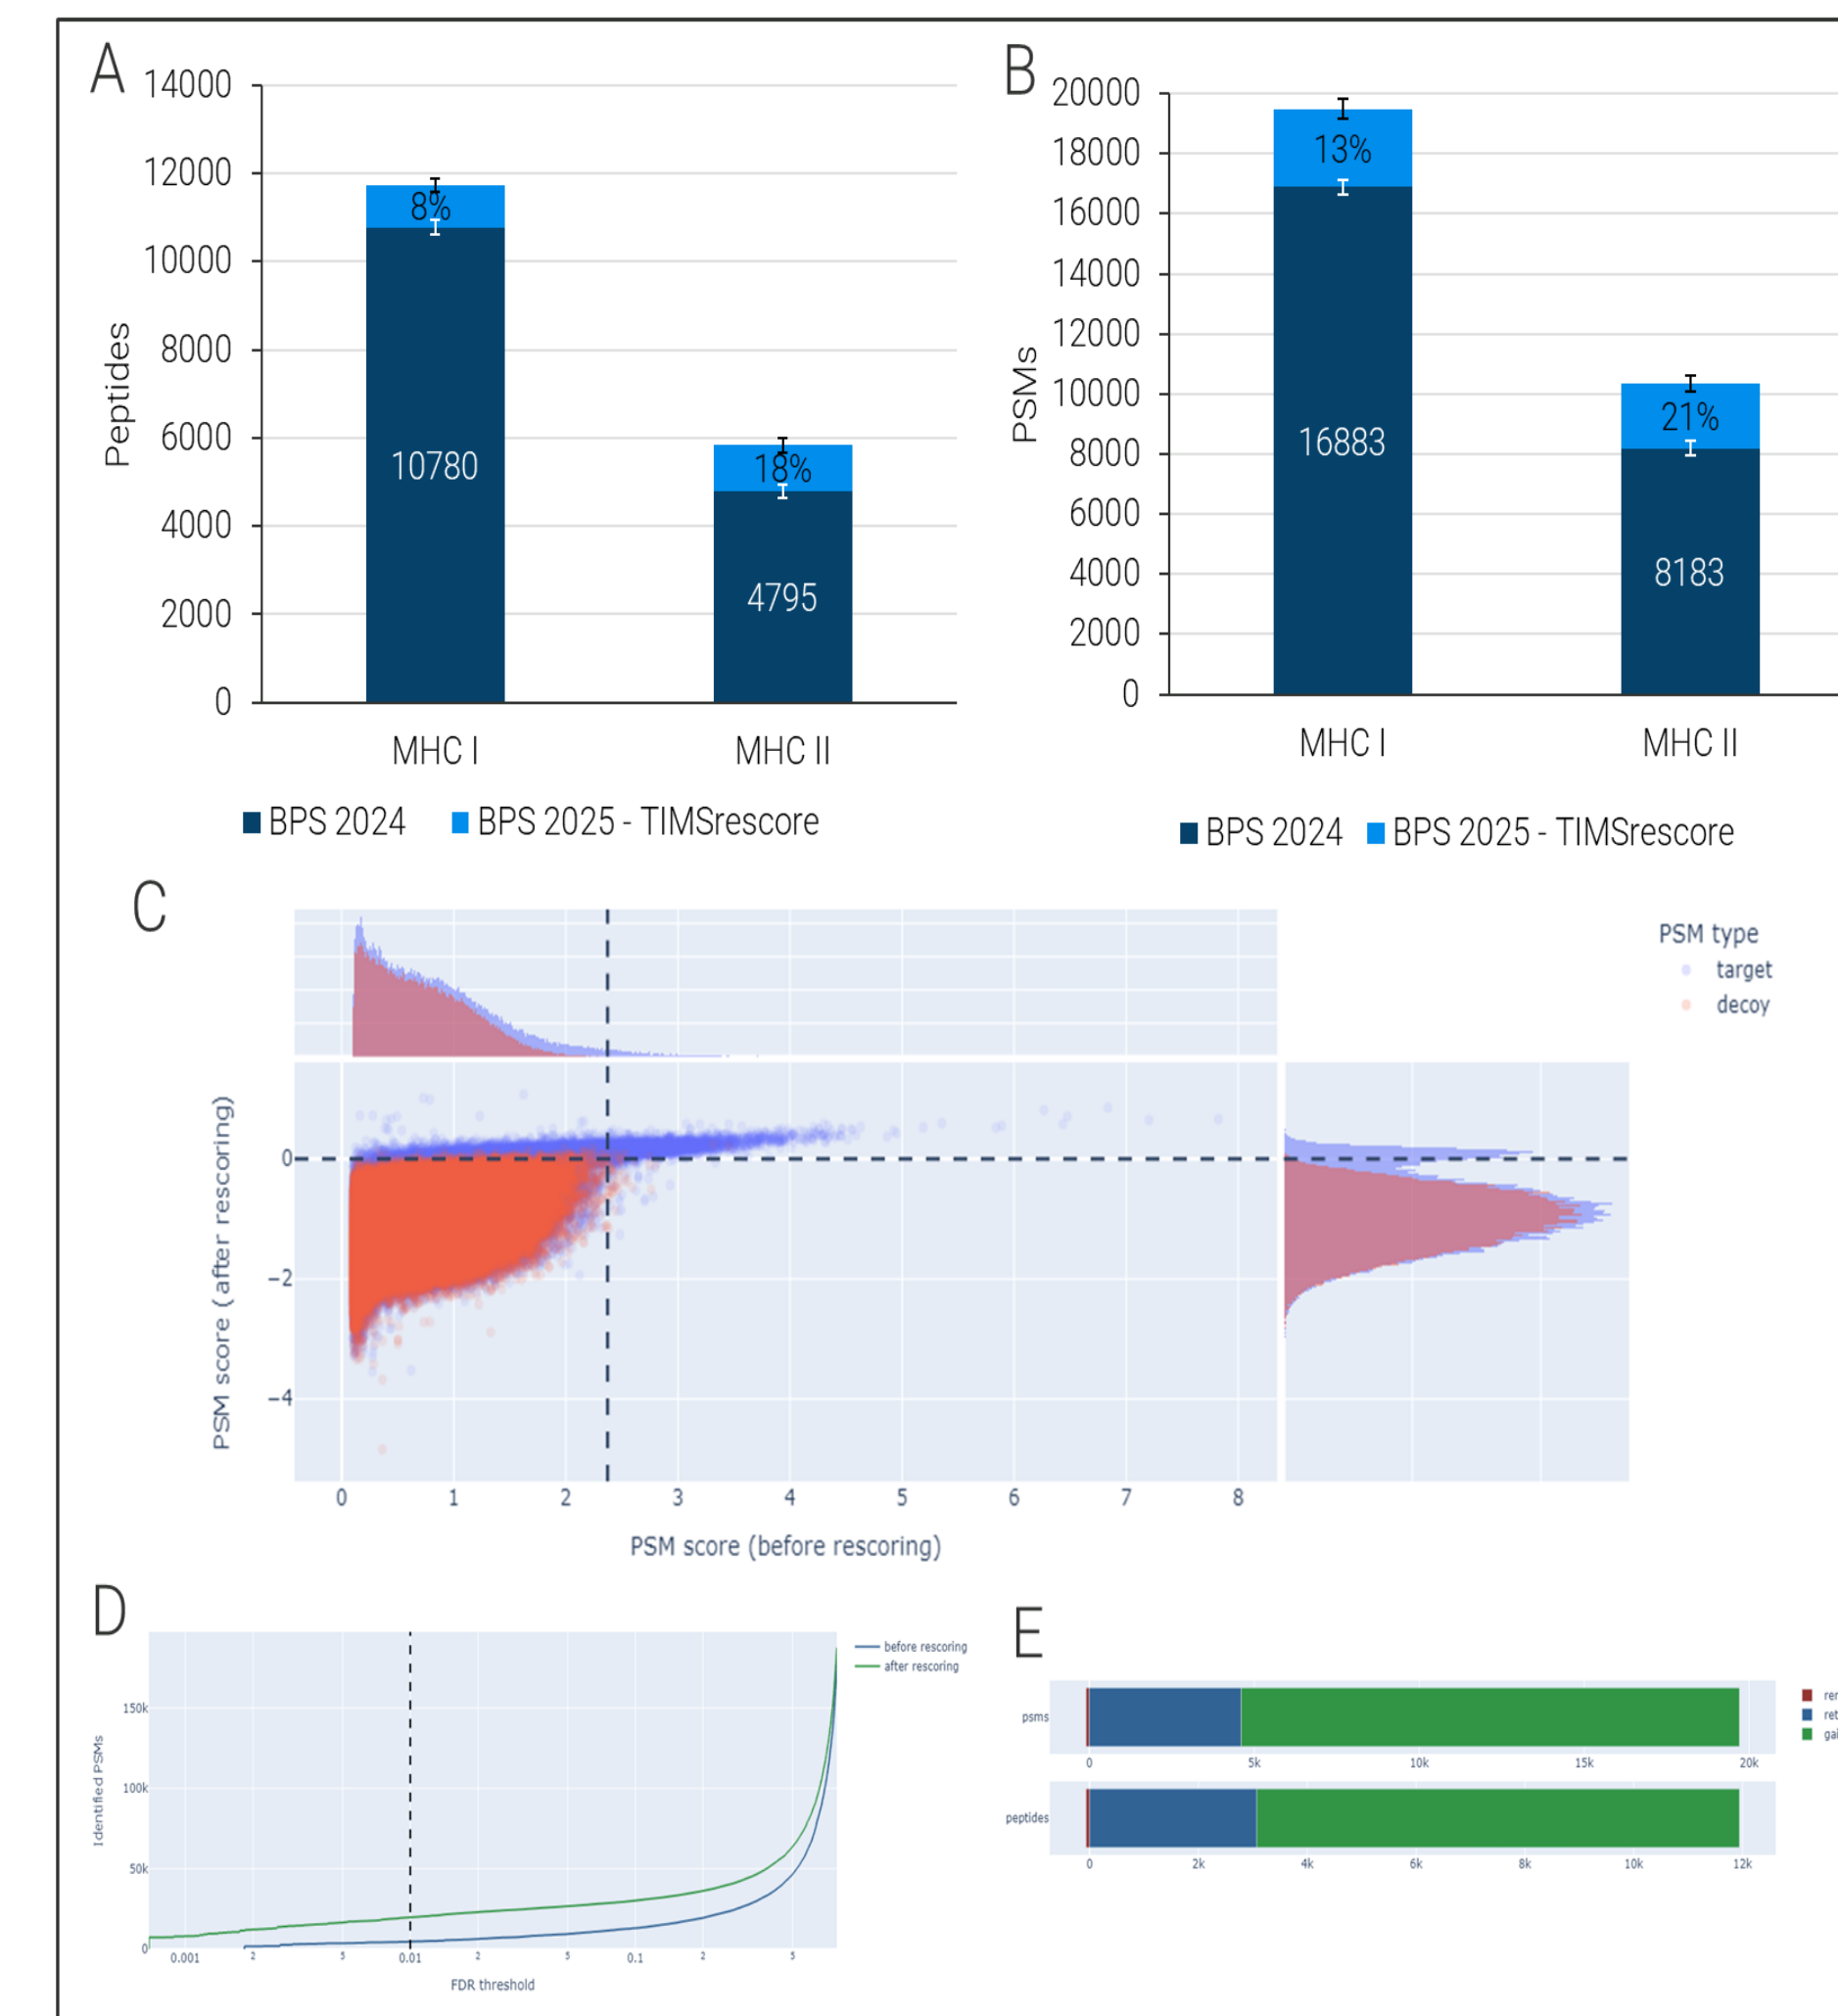 A
14000
12000
10000
8000
6000
4000
2000
0
Peptides
8%
10780
18%
4795
MHC I
MHC II
BPS 2024
BPS 2025 - TIMSrescore
B
20000
18000
16000
14000
12000
10000
8000
6000
4000
2000
0
PSMs
13%
16883
21%
8183
MHC I
MHC II
BPS 2024
BPS 2025 - TIMSrescore
C
PSM type
target
decoy
PSM score (after rescoring)
0
−2
−4
0 1 2 3 4 5 6 7 8
PSM score (before rescoring)
D
before rescoring
after rescoring
Identified PSMs
150k
100k
50k
0
0.001 2 5 0.01 2 5 0.1 2 5
FDR threshold
E
psms
0 5k 10k 15k 20k
peptides
0 2k 4k 6k 8k 10k 12k
ret
gai